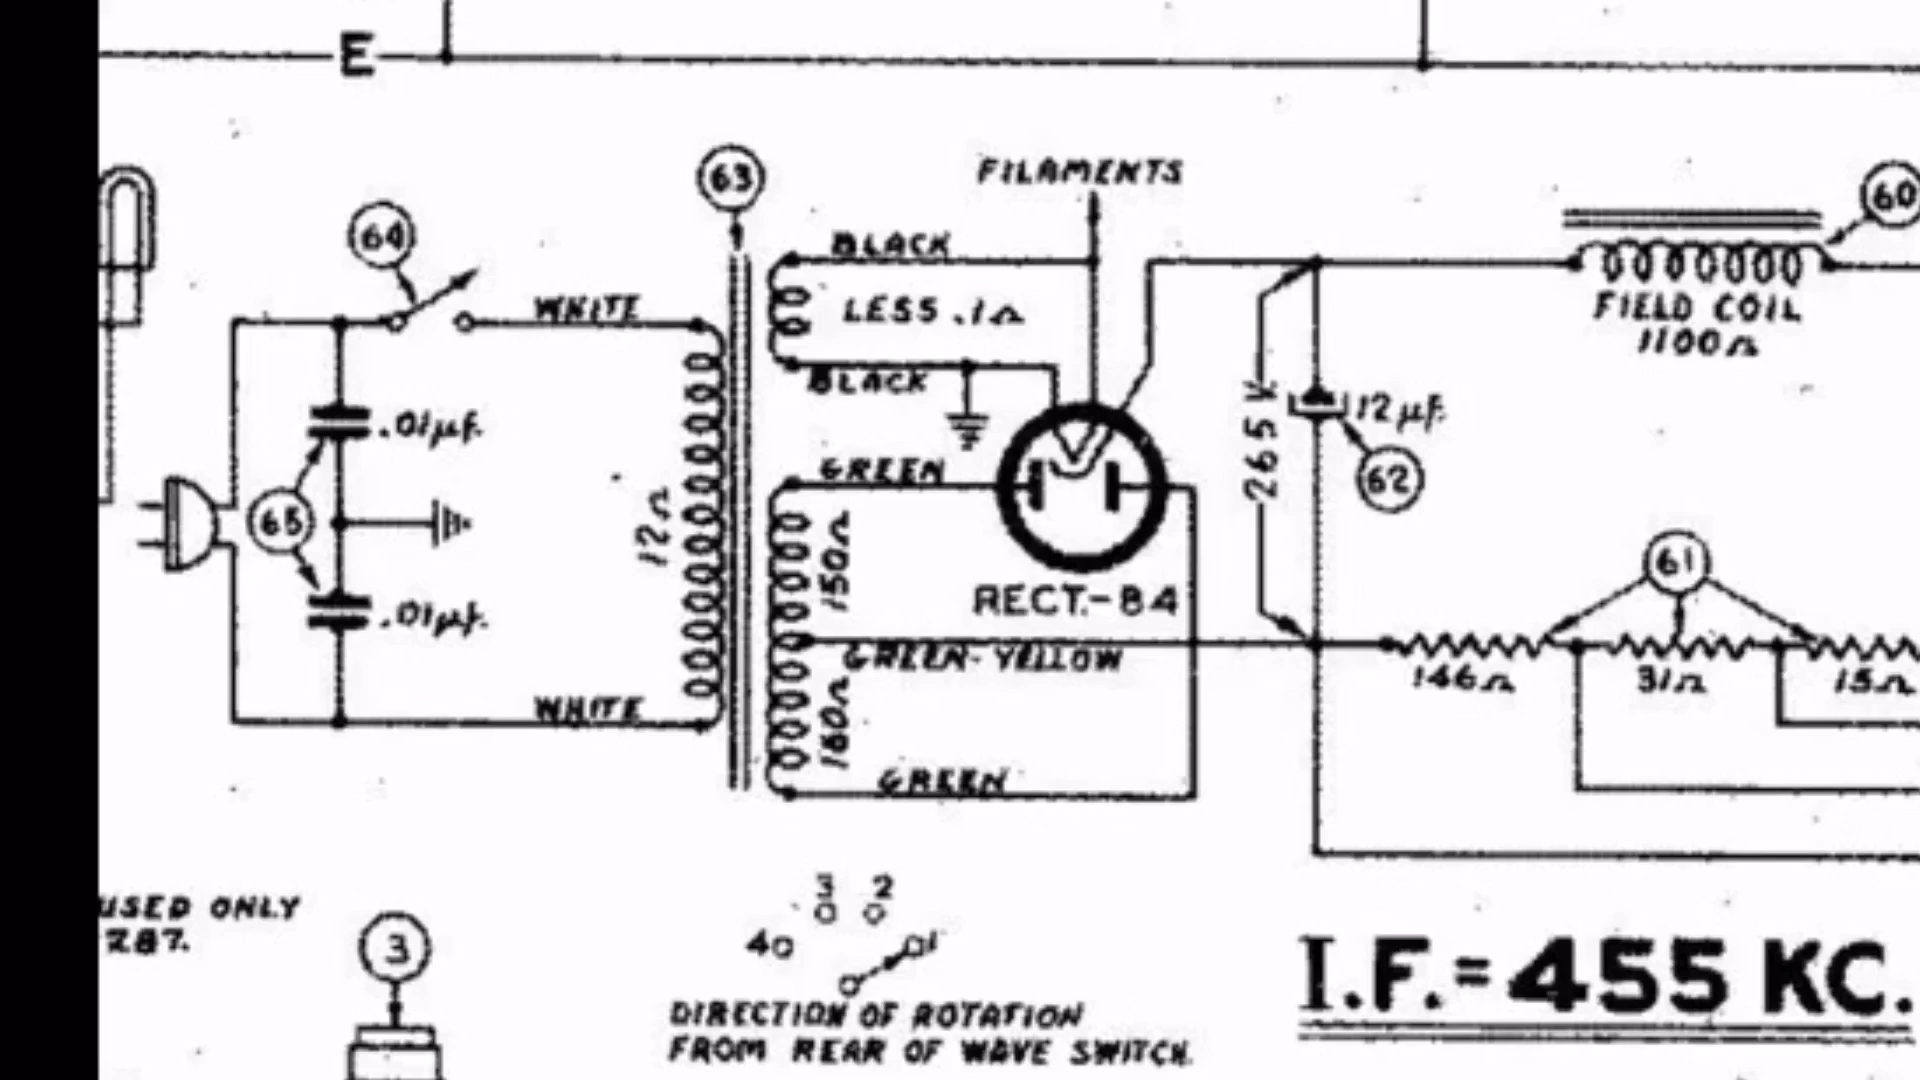 E
FILAMENTS
63
60
64
BLACK
WHITE
LESS .1Ω
FIELD COIL
1100Ω
BLACK
.01µf.
265 V.
12µf.
62
GREEN
12Ω
65
150Ω
61
RECT.-84
.01µf.
GREEN-YELLOW
146Ω
31Ω
15Ω
160Ω
WHITE
GREEN
USED ONLY
287.
3
3 2
4 1
DIRECTION OF ROTATION
FROM REAR OF WAVE SWITCH.
I.F.=455 KC.